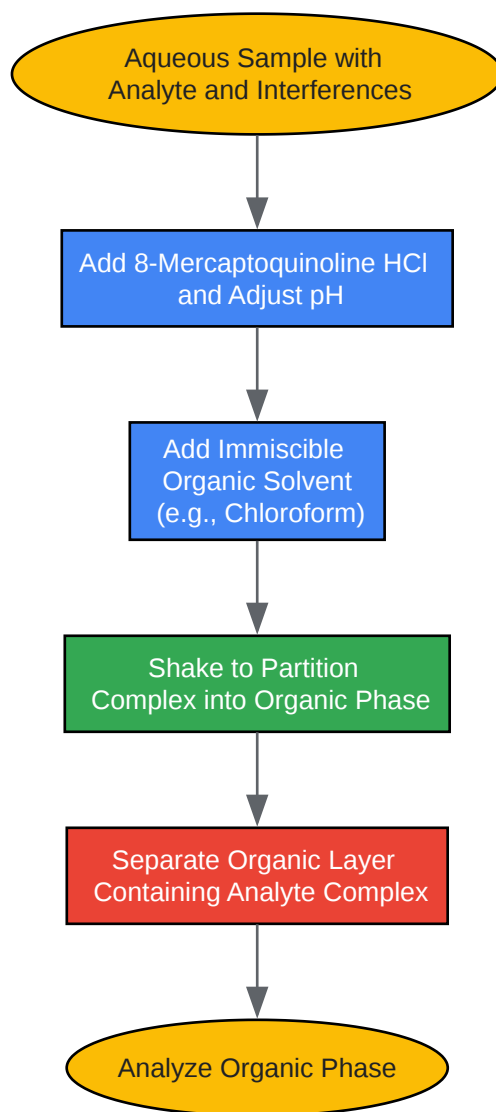 Aqueous Sample with
Analyte and Interferences
Add 8-Mercaptoquinoline HCl
and Adjust pH
Add Immiscible
Organic Solvent
(e.g., Chloroform)
Shake to Partition
Complex into Organic Phase
Separate Organic Layer
Containing Analyte Complex
Analyze Organic Phase